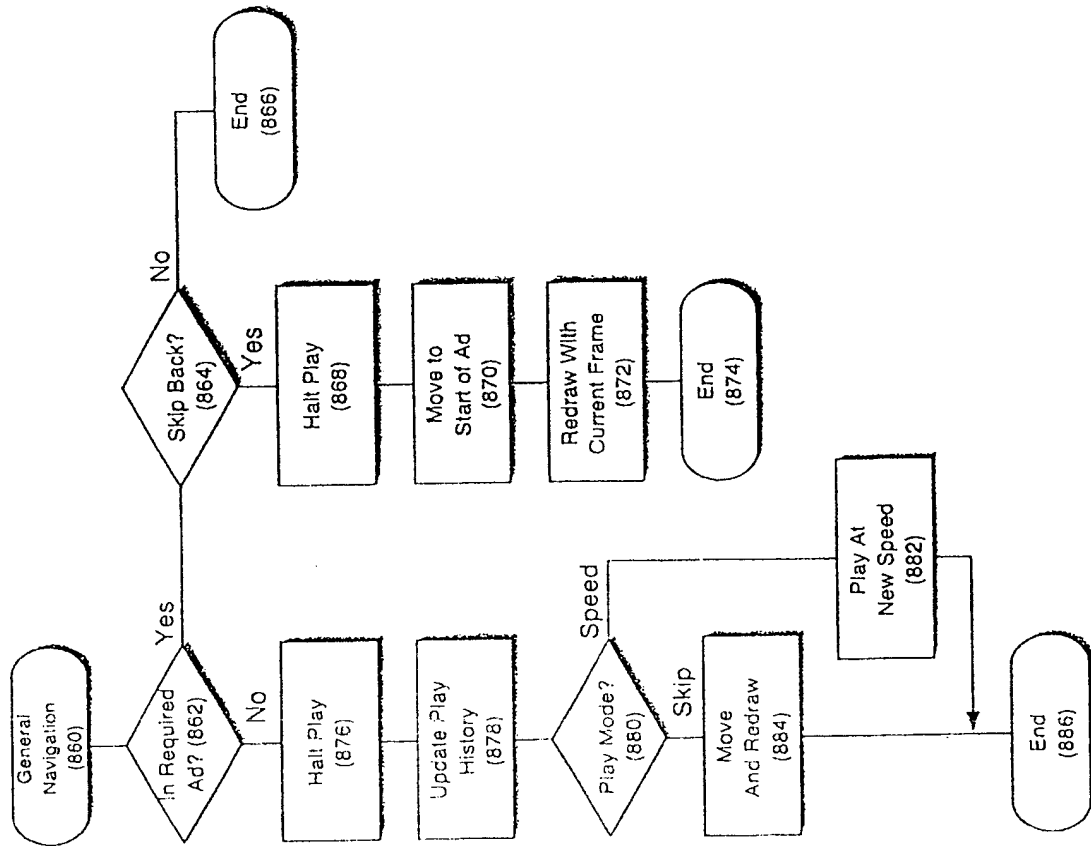 General
Navigation
(860)
In Required
Ad? (862)
Yes
No
Skip Back?
(864)
No
Yes
End
(866)
Halt Play
(868)
Move to
Start of Ad
(870)
Redraw With
Current Frame
(872)
End
(874)
Halt Play
(876)
Update Play
History
(878)
Play Mode?
(880)
Speed
Skip
Play At
New Speed
(882)
Move
And Redraw
(884)
End
(886)